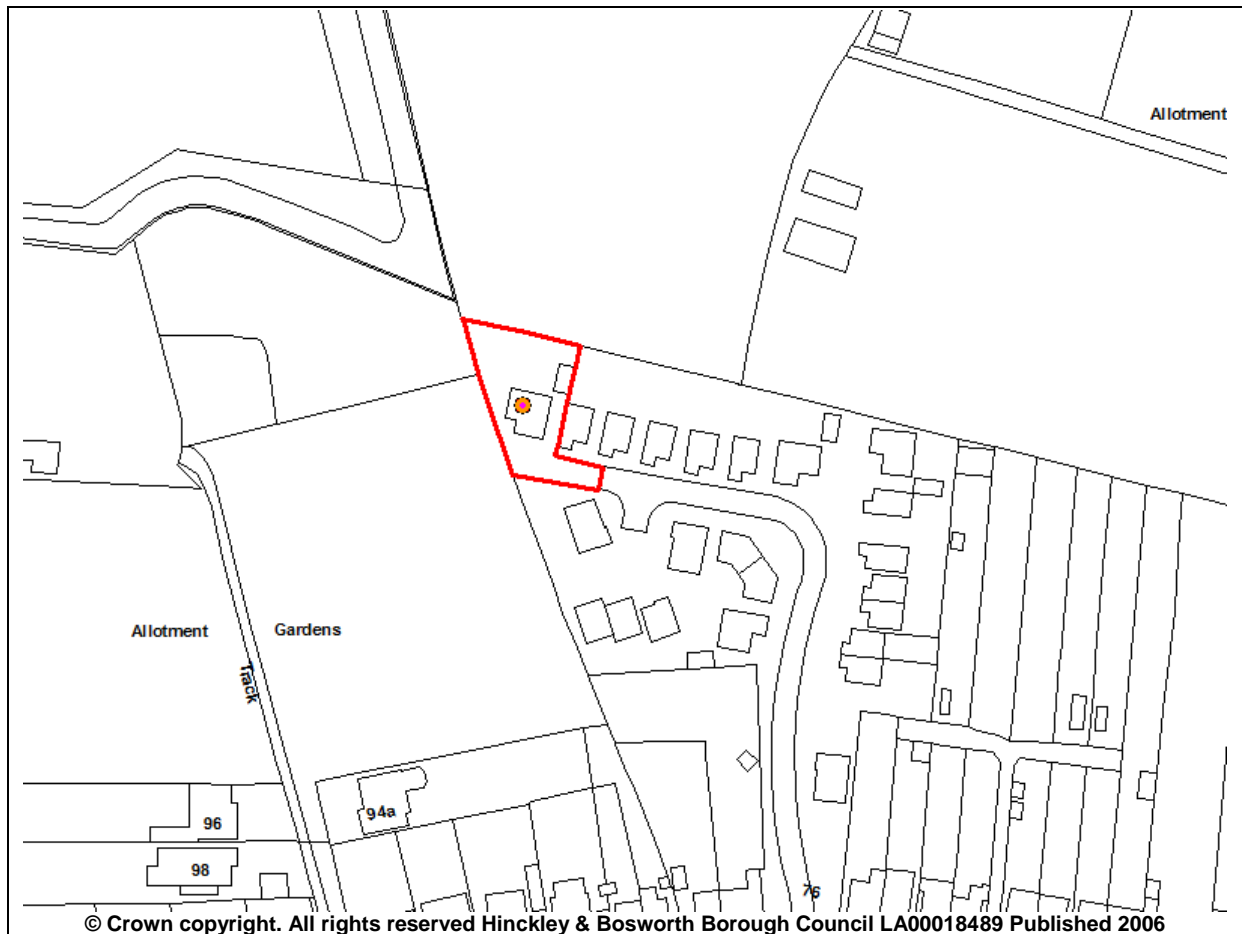 Allotment
Allotment Gardens
Track
94a
96
98
76
© Crown copyright. All rights reserved Hinckley & Bosworth Borough Council LA00018489 Published 2006